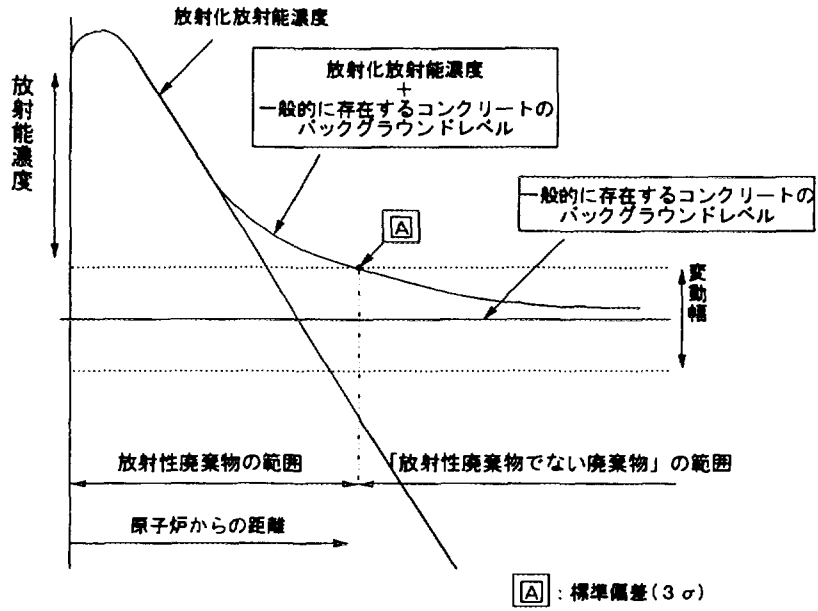 放射化放射能濃度
放射能濃度
放射化放射能濃度
+
一般的に存在するコンクリートの
バックグラウンドレベル
一般的に存在するコンクリートの
バックグラウンドレベル
A
変動幅
放射性廃棄物の範囲
「放射性廃棄物でない廃棄物」の範囲
原子炉からの距離
A:標準偏差(3σ)